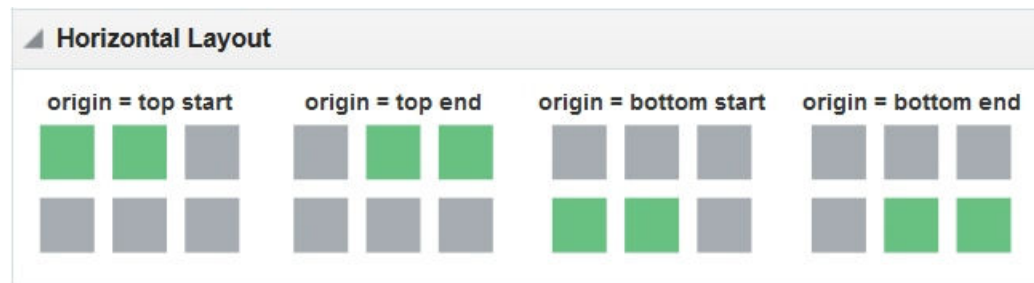 Horizontal Layout
origin = top start
origin = top end
origin = bottom start
origin = bottom end